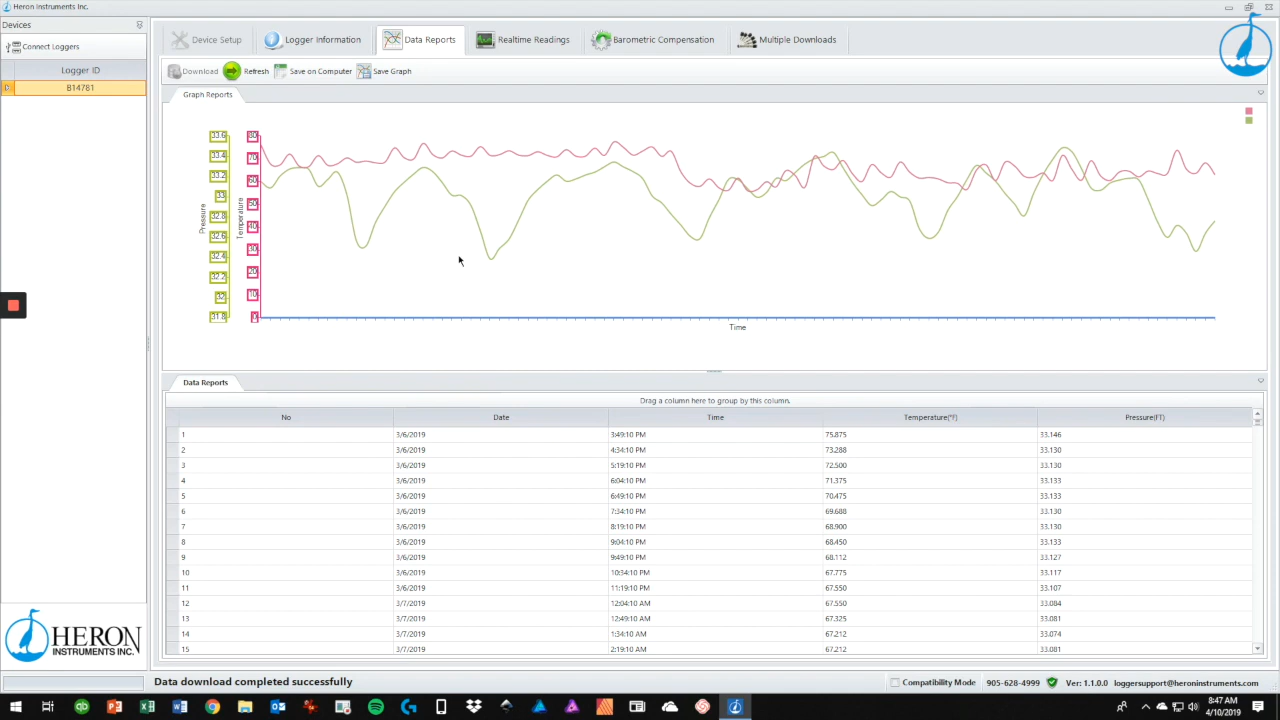 Heron Instruments Inc.
Devices
Connect Loggers
Logger ID
B14781
Device Setup
Logger Information
Data Reports
Realtime Readings
Barometric Compensation
Multiple Downloads
Download
Refresh
Save on Computer
Save Graph
Graph Reports
33.6
33.4
33.2
33
32.8
32.6
32.4
32.2
32
31.8
Pressure
80
70
60
50
40
30
20
10
0
Temperature
Time
Data Reports
Drag a column here to group by this column.
No Date Time Temperature(°F) Pressure(FT)
1 3/6/2019 3:49:10 PM 75.875 33.146
2 3/6/2019 4:34:10 PM 73.288 33.130
3 3/6/2019 5:19:10 PM 72.500 33.130
4 3/6/2019 6:04:10 PM 71.375 33.133
5 3/6/2019 6:49:10 PM 70.475 33.133
6 3/6/2019 7:34:10 PM 69.688 33.130
7 3/6/2019 8:19:10 PM 68.900 33.130
8 3/6/2019 9:04:10 PM 68.450 33.133
9 3/6/2019 9:49:10 PM 68.112 33.127
10 3/6/2019 10:34:10 PM 67.775 33.117
11 3/6/2019 11:19:10 PM 67.550 33.107
12 3/7/2019 12:04:10 AM 67.550 33.084
13 3/7/2019 12:49:10 AM 67.325 33.081
14 3/7/2019 1:34:10 AM 67.212 33.074
15 3/7/2019 2:19:10 AM 67.212 33.081
HERON
INSTRUMENTS INC.
Data download completed successfully
Compatibility Mode 905-628-4999 Ver: 1.1.0.0 loggersupport@heroninstruments.com
8:47 AM
4/10/2019